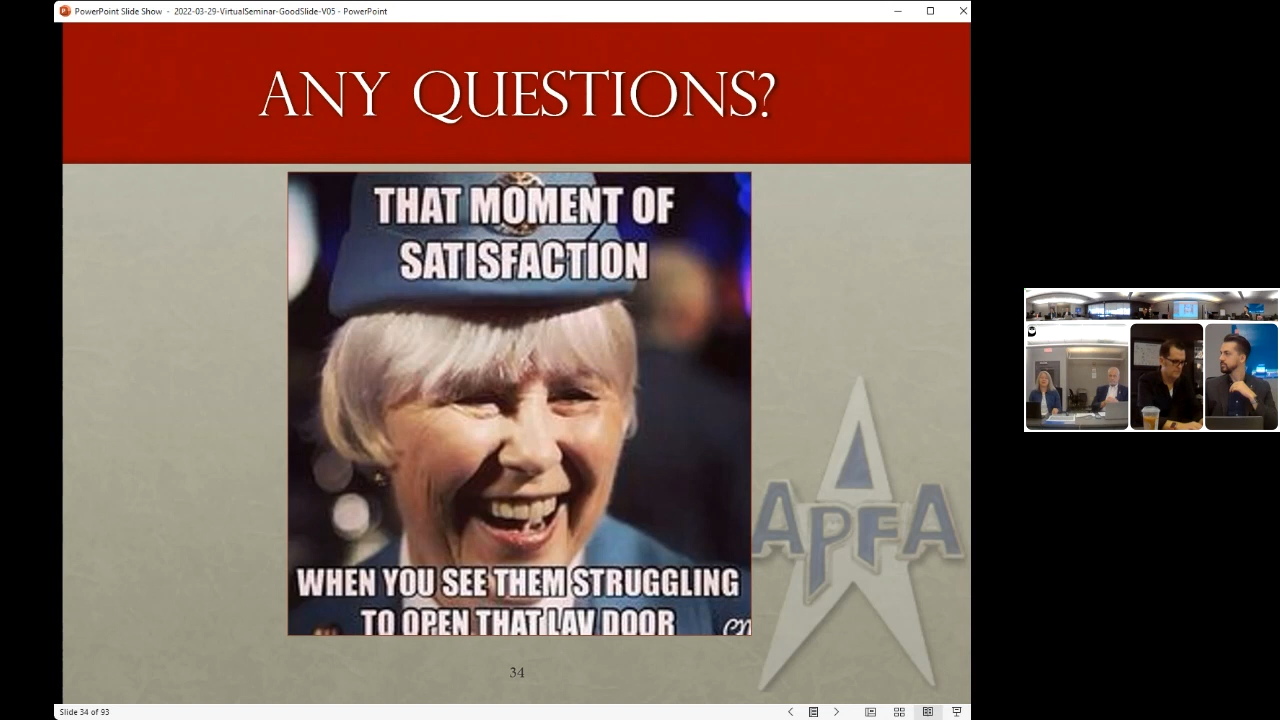 PowerPoint Slide Show - 2022-03-29-VirtualSeminar-GoodSlide-V05 - PowerPoint
ANY QUESTIONS?
THAT MOMENT OF
SATISFACTION
WHEN YOU SEE THEM STRUGGLING
TO OPEN THAT LAV DOOR
APFA
34
Slide 34 of 93